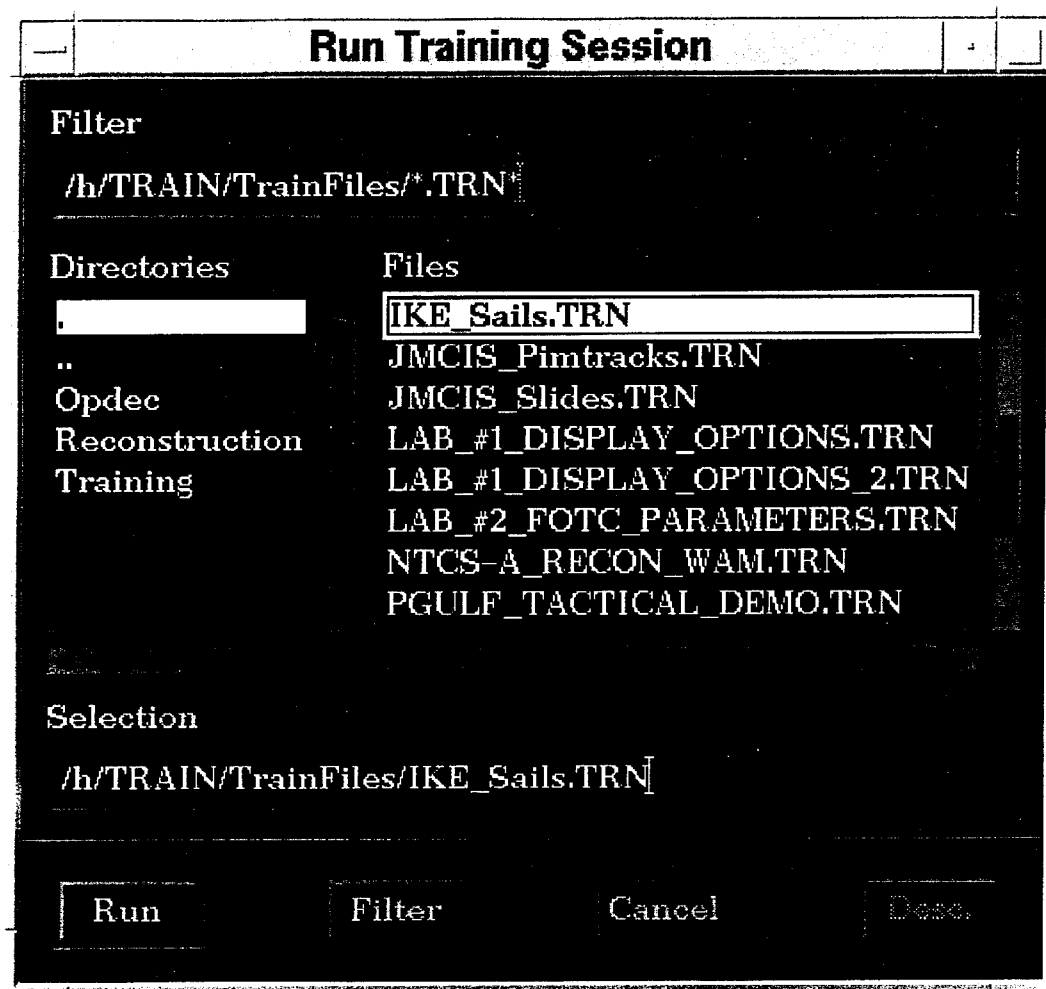 Run Training Session
Filter
/h/TRAIN/TrainFiles/*.TRN*
Directories
Files
.
..
Opdec
Reconstruction
Training
IKE_Sails.TRN
JMCIS_Pimtracks.TRN
JMCIS_Slides.TRN
LAB_#1_DISPLAY_OPTIONS.TRN
LAB_#1_DISPLAY_OPTIONS_2.TRN
LAB_#2_FOTC_PARAMETERS.TRN
NTCS-A_RECON_WAM.TRN
PGULF_TACTICAL_DEMO.TRN
Selection
/h/TRAIN/TrainFiles/IKE_Sails.TRN
Run
Filter
Cancel
Desc.